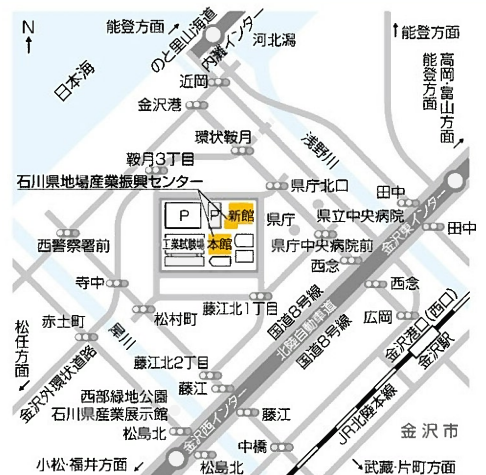 能登方面
のと里山海道
内灘インター
河北潟
能登方面
高岡・富山方面
能登方面
N
日本海
近岡
金沢港
環状鞍月
浅野川
鞍月3丁目
石川県地場産業振興センター
県庁北口
田中
P
P
新館
県庁
県立中央病院
金沢東インター
田中
西警察署前
工業試験場
本館
県庁中央病院前
西念
寺中
藤江北1丁目
国道8号線
西念
松任方面
赤土町
犀川
松村町
北陸自動車道
国道8号線
広岡
金沢港口(西口)
金沢駅
金沢外環状道路
藤江北2丁目
西部緑地公園
石川県産業展示館
藤江
JR北陸本線
松島北
金沢西インター
藤江
金沢市
小松・福井方面
松島北
中橋
武蔵・片町方面